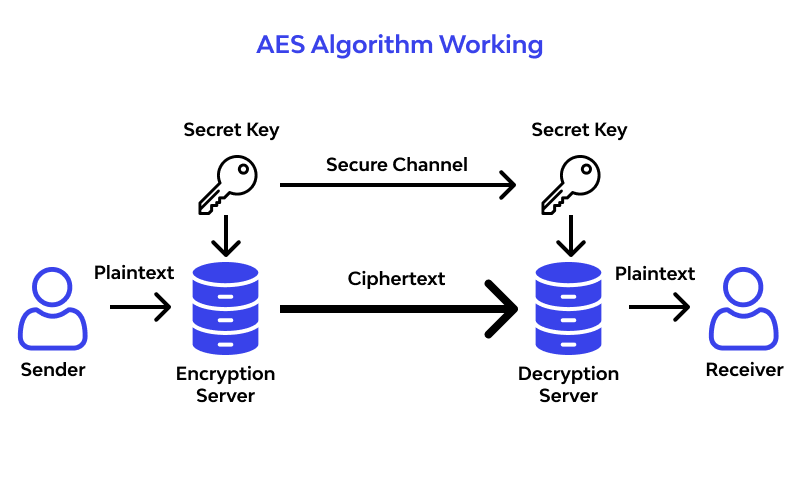 AES Algorithm Working
Secret Key
Secret Key
Secure Channel
Plaintext
Ciphertext
Plaintext
Sender
Encryption
Server
Decryption
Server
Receiver